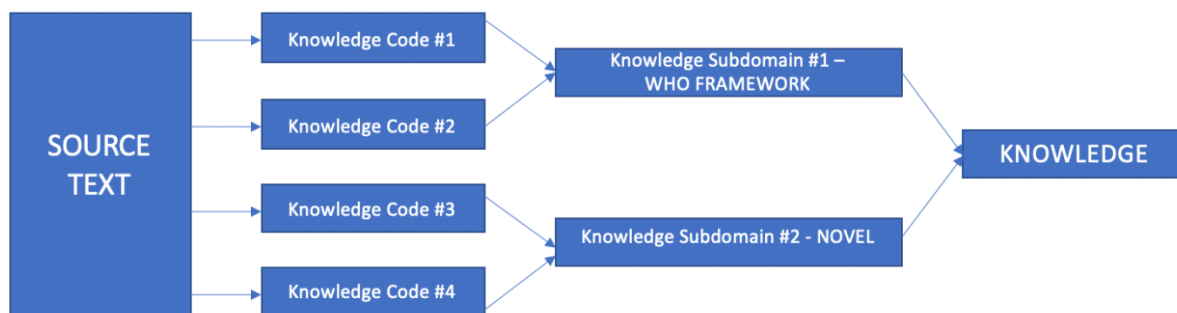 SOURCE
TEXT
Knowledge Code #1
Knowledge Code #2
Knowledge Code #3
Knowledge Code #4
Knowledge Subdomain #1 –
WHO FRAMEWORK
Knowledge Subdomain #2 - NOVEL
KNOWLEDGE